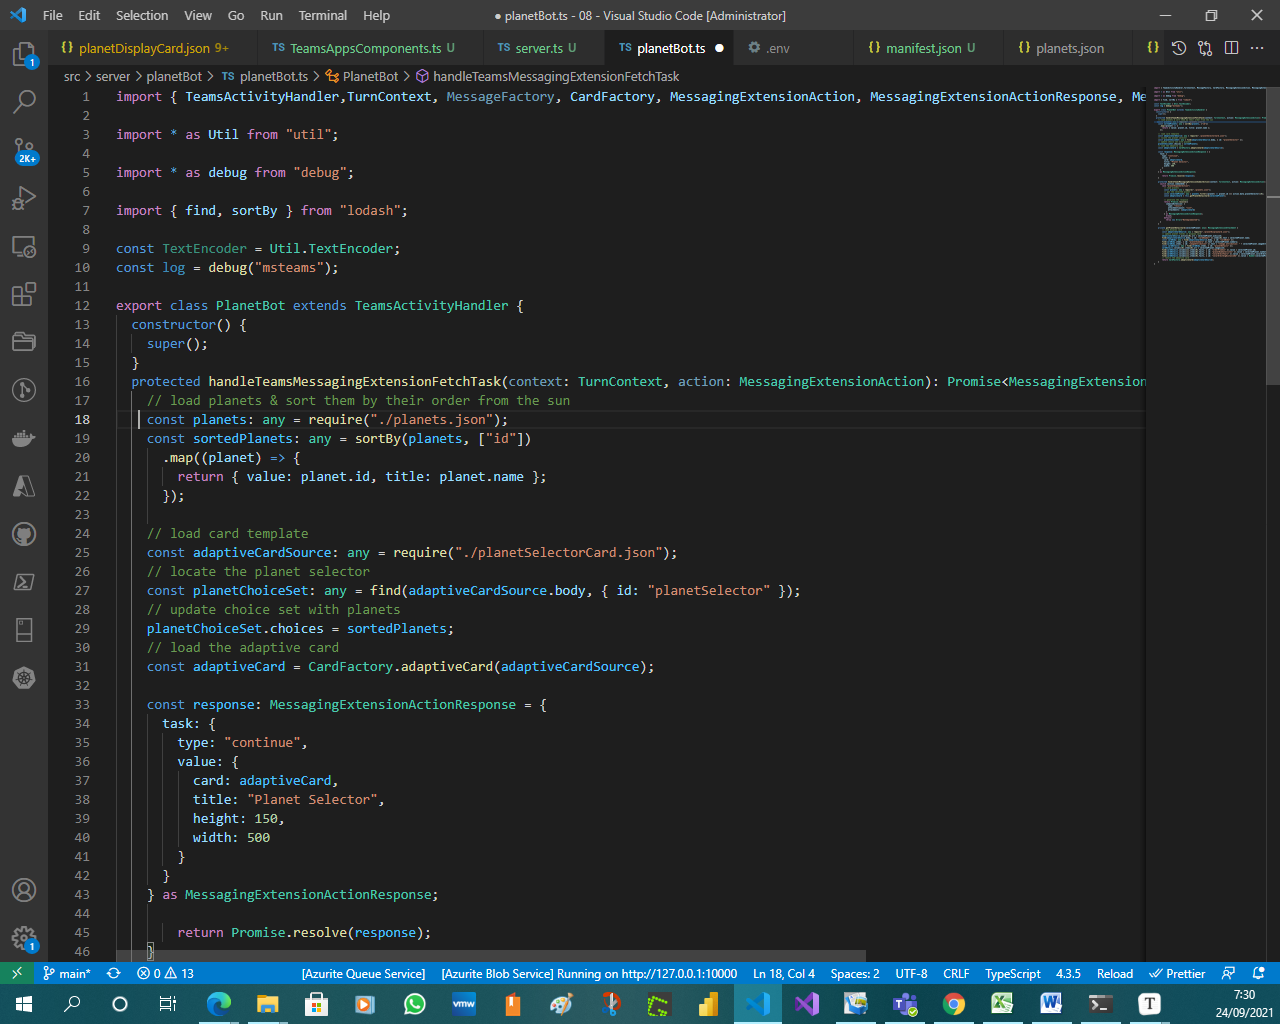 File Edit Selection View Go Run Terminal Help ● planetBot.ts - 08 - Visual Studio Code [Administrator]
{} planetDisplayCard.json 9+ TS TeamsAppsComponents.ts U TS server.ts U TS planetBot.ts ● .env {} manifest.json U {} planets.json {}
src > server > planetBot > TS planetBot.ts > PlanetBot > handleTeamsMessagingExtensionFetchTask
1 import { TeamsActivityHandler,TurnContext, MessageFactory, CardFactory, MessagingExtensionAction, MessagingExtensionActionResponse, Me
2
3 import * as Util from "util";
4
5 import * as debug from "debug";
6
7 import { find, sortBy } from "lodash";
8
9 const TextEncoder = Util.TextEncoder;
10 const log = debug("msteams");
11
12 export class PlanetBot extends TeamsActivityHandler {
13 constructor() {
14 super();
15 }
16 protected handleTeamsMessagingExtensionFetchTask(context: TurnContext, action: MessagingExtensionAction): Promise<MessagingExtension
17 // load planets & sort them by their order from the sun
18 const planets: any = require("./planets.json");
19 const sortedPlanets: any = sortBy(planets, ["id"])
20 .map((planet) => {
21 return { value: planet.id, title: planet.name };
22 });
23
24 // load card template
25 const adaptiveCardSource: any = require("./planetSelectorCard.json");
26 // locate the planet selector
27 const planetChoiceSet: any = find(adaptiveCardSource.body, { id: "planetSelector" });
28 // update choice set with planets
29 planetChoiceSet.choices = sortedPlanets;
30 // load the adaptive card
31 const adaptiveCard = CardFactory.adaptiveCard(adaptiveCardSource);
32
33 const response: MessagingExtensionActionResponse = {
34 task: {
35 type: "continue",
36 value: {
37 card: adaptiveCard,
38 title: "Planet Selector",
39 height: 150,
40 width: 500
41 }
42 }
43 } as MessagingExtensionActionResponse;
44
45 return Promise.resolve(response);
46 }
1
2K+
1
main* 0 13 [Azurite Queue Service] [Azurite Blob Service] Running on http://127.0.0.1:10000 Ln 18, Col 4 Spaces: 2 UTF-8 CRLF TypeScript 4.3.5 Reload Prettier
vmw T 7:30
24/09/2021